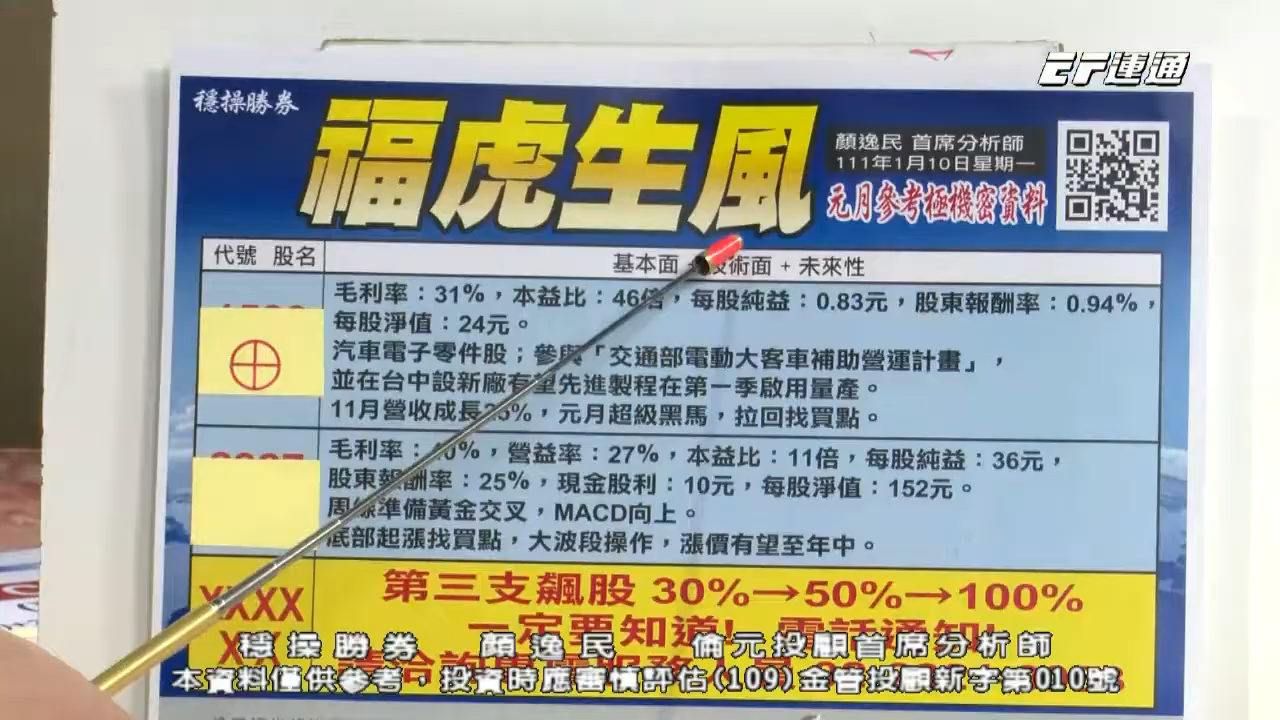 EF運通
穩操勝券
福虎生風
顏逸民 首席分析師
111年1月10日星期一
元月參考極機密資料
代號 股名
基本面 + 技術面 + 未來性
毛利率：31%，本益比：46倍，每股純益：0.83元，股東報酬率：0.94%，
每股淨值：24元。
汽車電子零件股；參與「交通部電動大客車補助營運計畫」，
並在台中設新廠有望先進製程在第一季啟用量產。
11月營收成長，元月超級黑馬，拉回找買點。
毛利率：%，營益率：27%，本益比：11倍，每股純益：36元，
股東報酬率：25%，現金股利：10元，每股淨值：152元。
周線準備黃金交叉，MACD向上。
底部起漲找買點，大波段操作，漲價有望至年中。
XXXX
XX
第三支飆股 30%→50%→100%
一定要知道! 電話通知!
穩操勝券 顏逸民 倫元投顧首席分析師
本資料僅供參考，投資時應審慎評估(109)金管投顧新字第010號